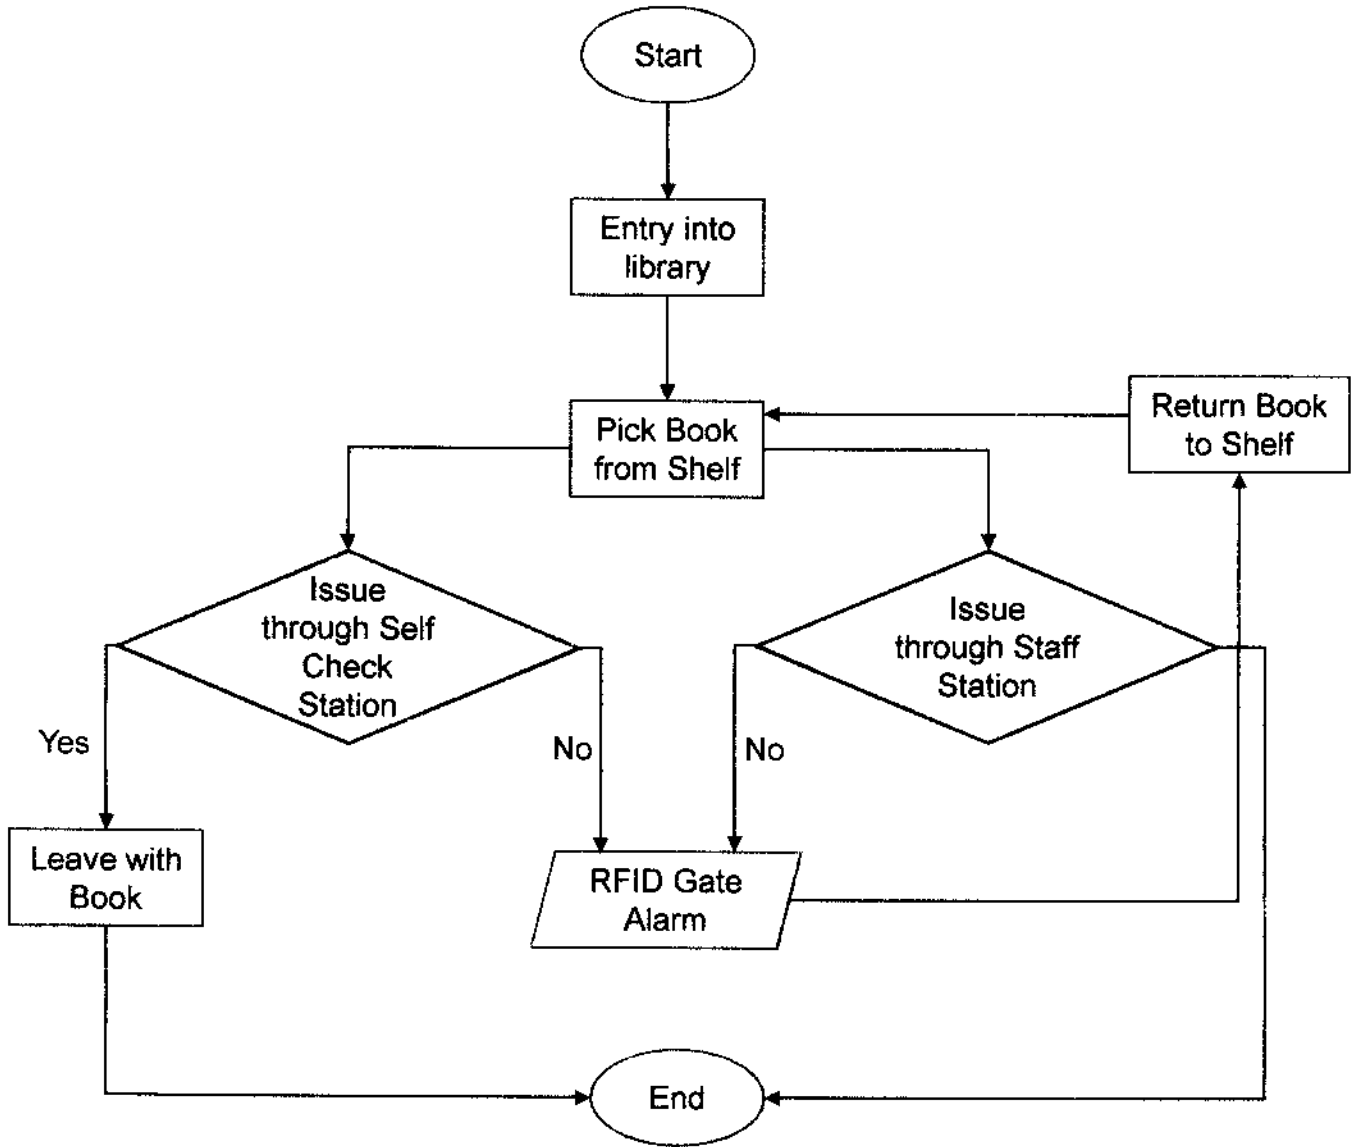 Start
Entry into
library
Pick Book
from Shelf
Return Book
to Shelf
Issue
through Self
Check
Station
Issue
through Staff
Station
Yes
No
No
Leave with
Book
RFID Gate
Alarm
End